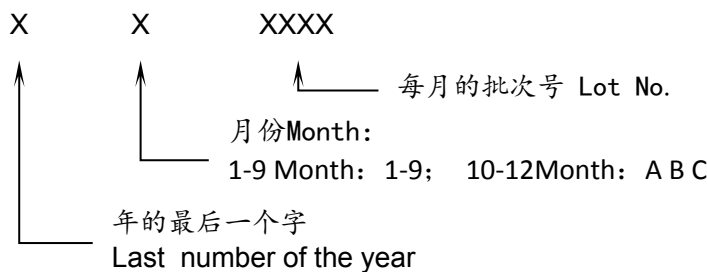 X X XXXX
每月的批次号 Lot No.
月份Month：
1-9 Month：1-9； 10-12Month：A B C
年的最后一个字
Last number of the year